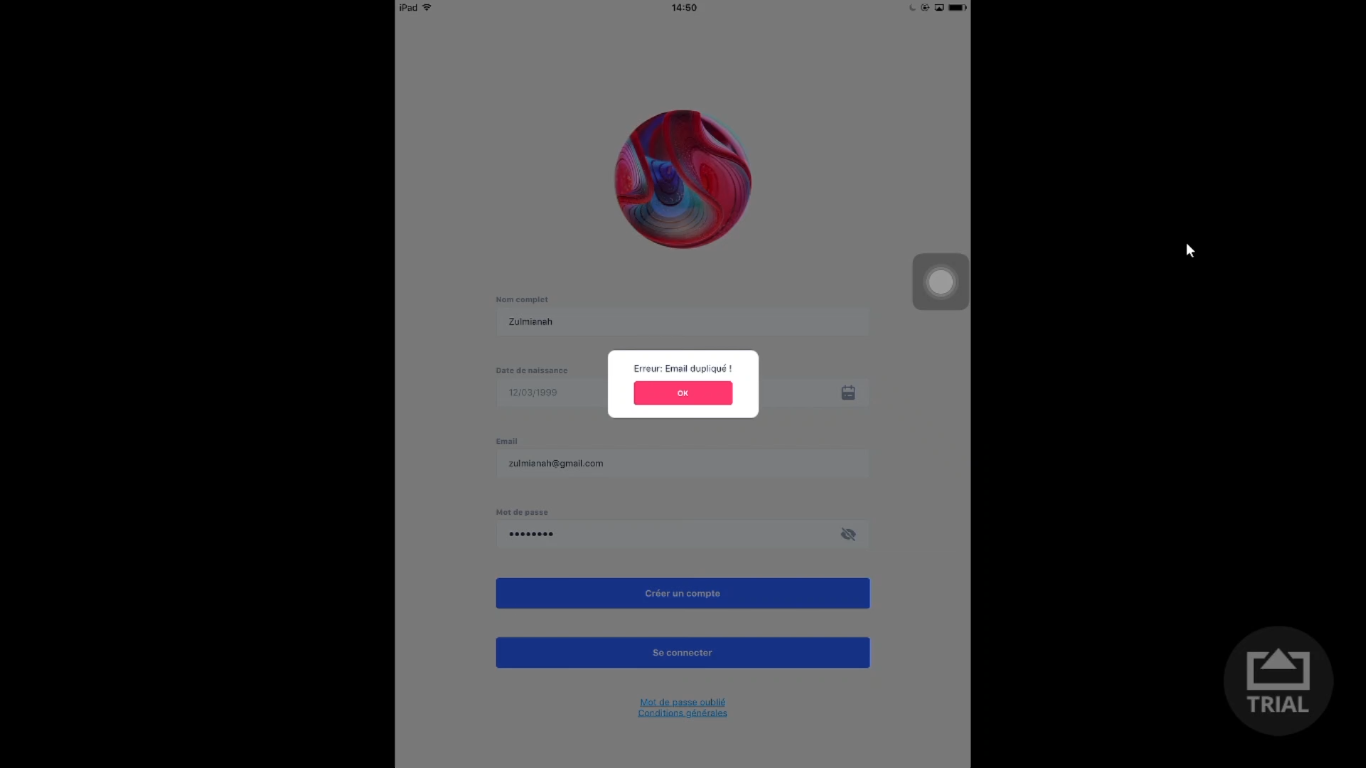 iPad
14:50
Nom complet
Zulmianeh
Erreur: Email dupliqué !
OK
Date de naissance
12/03/1999
Email
zulmianah@gmail.com
Mot de passe
••••••••
Créer un compte
Se connecter
Mot de passe oublié
Conditions générales
TRIAL